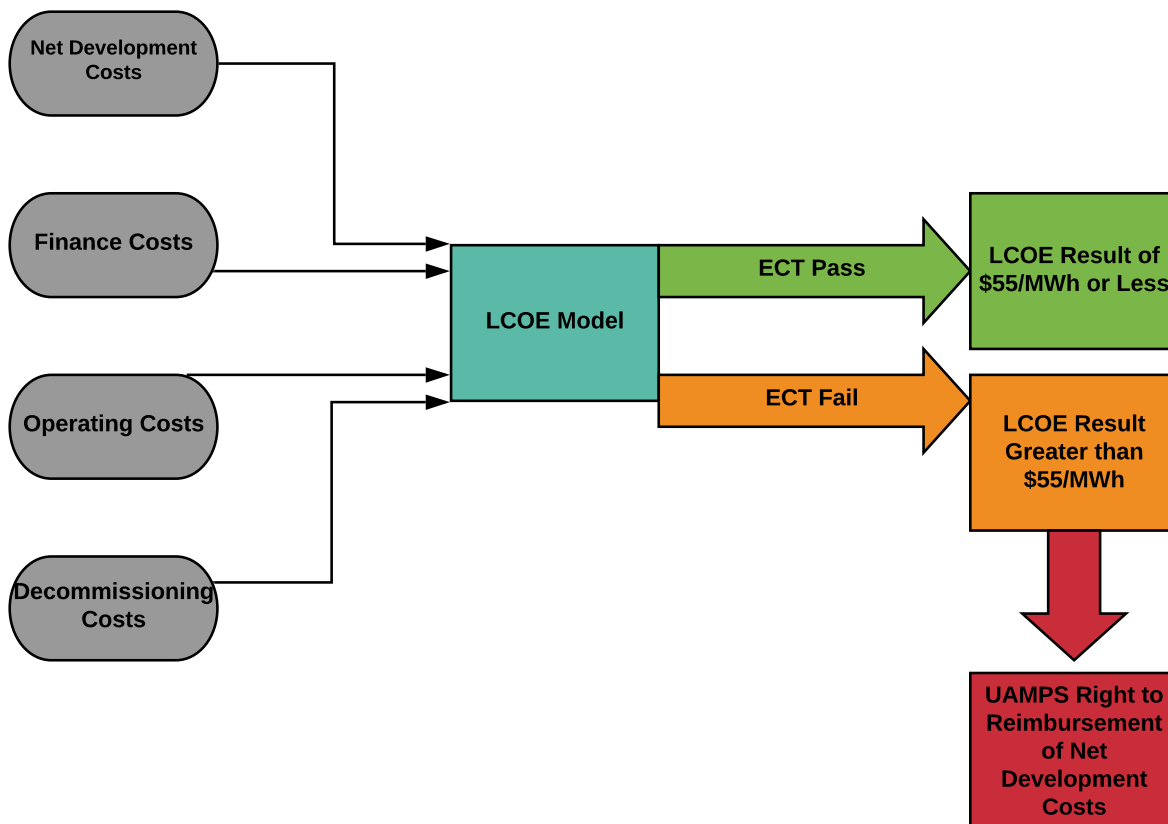 Net Development
Costs
Finance Costs
Operating Costs
Decommissioning
Costs
LCOE Model
ECT Pass
ECT Fail
LCOE Result of
$55/MWh or Less
LCOE Result
Greater than
$55/MWh
UAMPS Right to
Reimbursement
of Net
Development
Costs